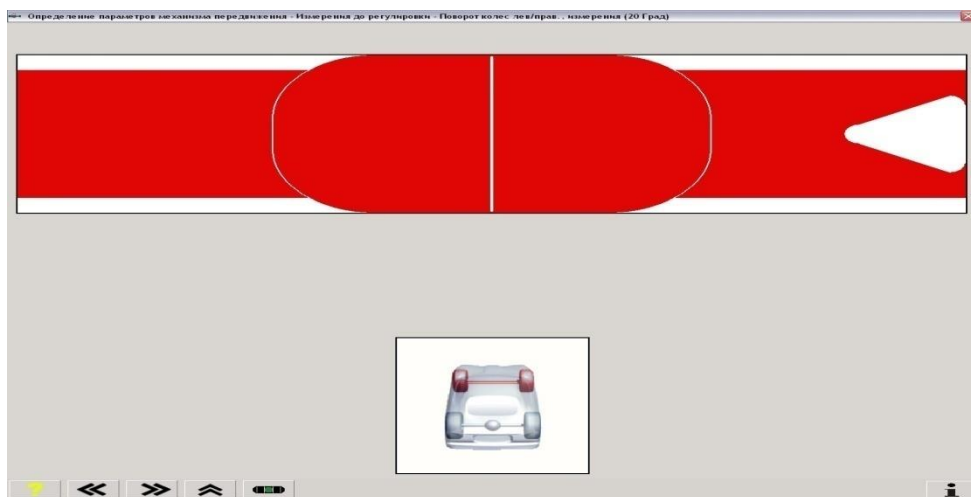 Определение параметров механизма передвижения - Измерения до регулировки - Поворот колес лев/прав. , измерения (20 Град)
?
i